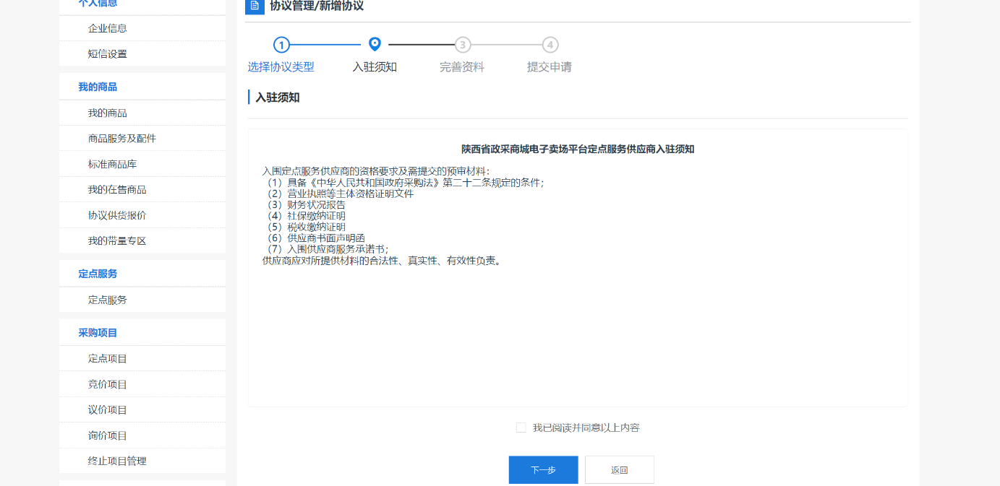 个人信息
企业信息
短信设置
我的商品
我的商品
商品服务及配件
标准商品库
我的在售商品
协议供货报价
我的带量专区
定点服务
定点服务
采购项目
定点项目
竞价项目
议价项目
询价项目
终止项目管理
协议管理/新增协议
1
3
4
选择协议类型
入驻须知
完善资料
提交申请
入驻须知
陕西省政采商城电子卖场平台定点服务供应商入驻须知
入围定点服务供应商的资格要求及需提交的预审材料：
（1）具备《中华人民共和国政府采购法》第二十二条规定的条件；
（2）营业执照等主体资格证明文件
（3）财务状况报告
（4）社保缴纳证明
（5）税收缴纳证明
（6）供应商书面声明函
（7）入围供应商服务承诺书；
供应商应对所提供材料的合法性、真实性、有效性负责。
我已阅读并同意以上内容
下一步
返回